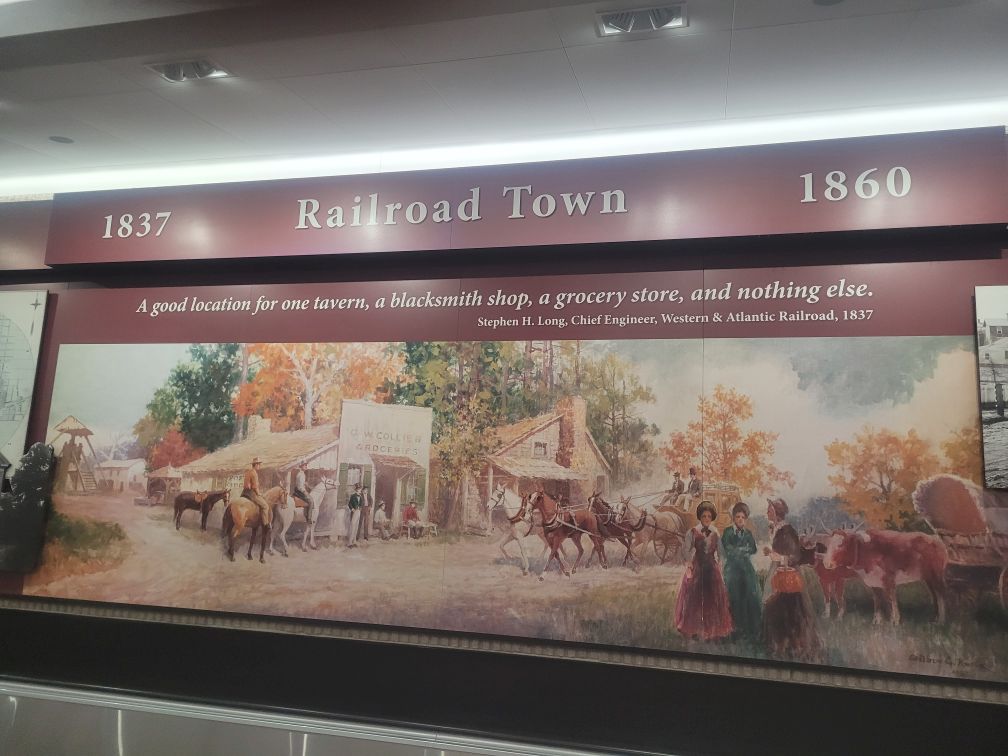 1837 Railroad Town 1860
A good location for one tavern, a blacksmith shop, a grocery store, and nothing else.
Stephen H. Long, Chief Engineer, Western & Atlantic Railroad, 1837
G. W. COLLIER
GROCERIES